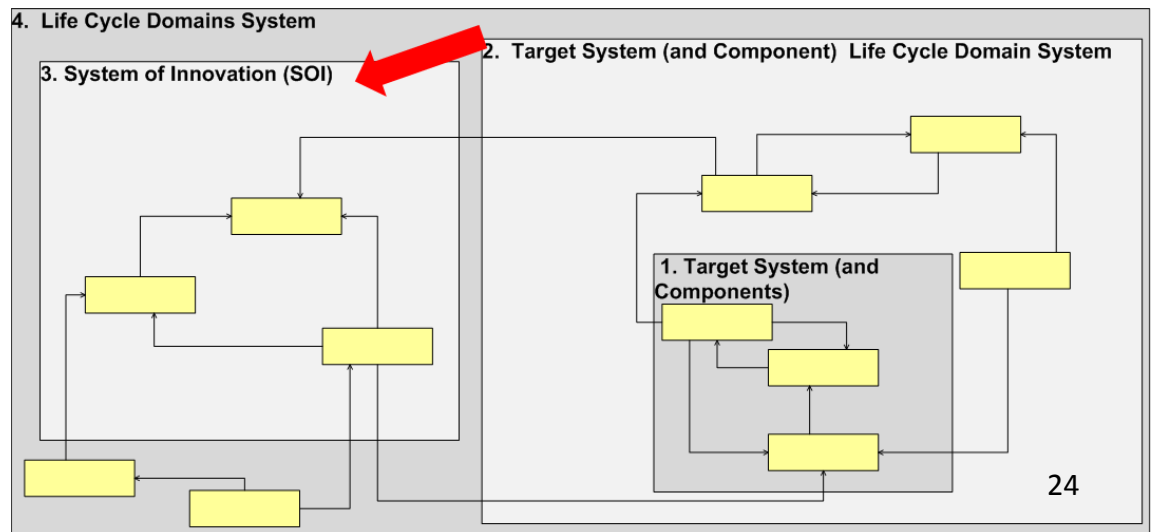 4. Life Cycle Domains System
2. Target System (and Component) Life Cycle Domain System
3. System of Innovation (SOI)
1. Target System (and
Components)
24